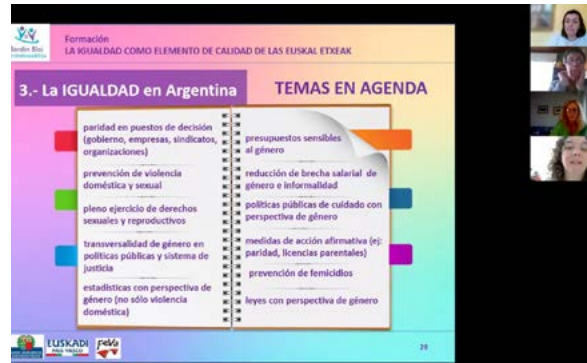 Formación
LA IGUALDAD COMO ELEMENTO DE CALIDAD DE LAS EUSKAL ETXEAK
3.- La IGUALDAD en Argentina
TEMAS EN AGENDA
paridad en puestos de decisión
(gobierno, empresas, sindicatos,
organizaciones)
prevención de violencia
doméstica y sexual
pleno ejercicio de derechos
sexuales y reproductivos
transversalidad de género en
políticas públicas y sistema de
justicia
estadísticas con perspectiva de
género (no sólo violencia
doméstica)
presupuestos sensibles
al género
reducción de brecha salarial de
género e informalidad
políticas públicas de cuidado con
perspectiva de género
medidas de acción afirmativa (ej:
paridad, licencias parentales)
prevención de femicidios
leyes con perspectiva de género
EUSKADI
PAIS VASCO
FeVa
29